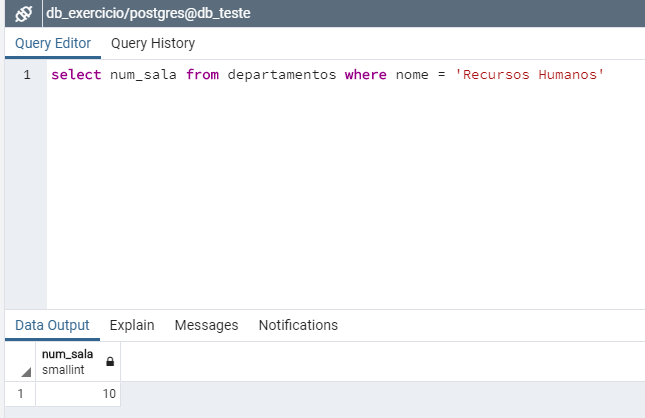 db_exercicio/postgres@db_teste
Query Editor Query History
1 select num_sala from departamentos where nome = 'Recursos Humanos'
Data Output Explain Messages Notifications
num_sala
smallint
1 10